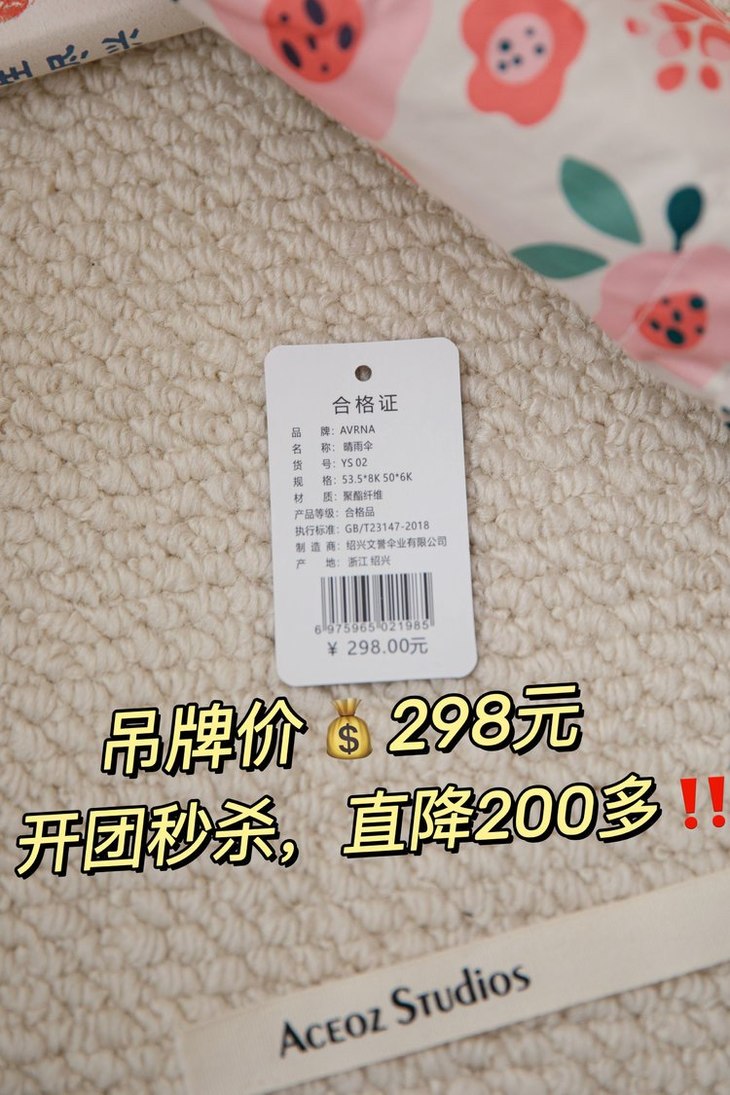 合格证
品 牌：AVRNA
名 称：晴雨伞
货 号：YS 02
规 格：53.5*8K 50*6K
材 质：聚酯纤维
产品等级：合格品
执行标准：GB/T23147-2018
制 造 商：绍兴文誉伞业有限公司
产 地：浙江 绍兴
6 975965 021985
¥ 298.00元
吊牌价💰298元
开团秒杀，直降200多‼️
ACEOZ STUDIOS